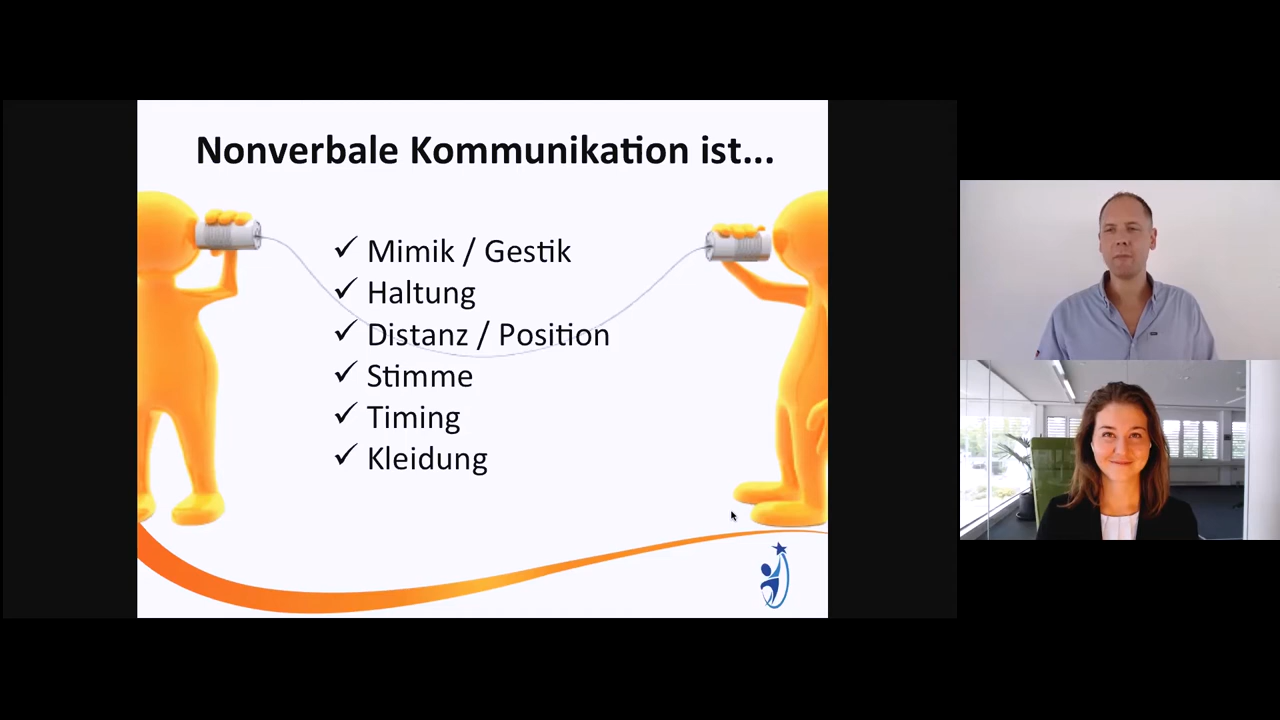 Nonverbale Kommunikation ist...
✓ Mimik / Gestik
✓ Haltung
✓ Distanz / Position
✓ Stimme
✓ Timing
✓ Kleidung